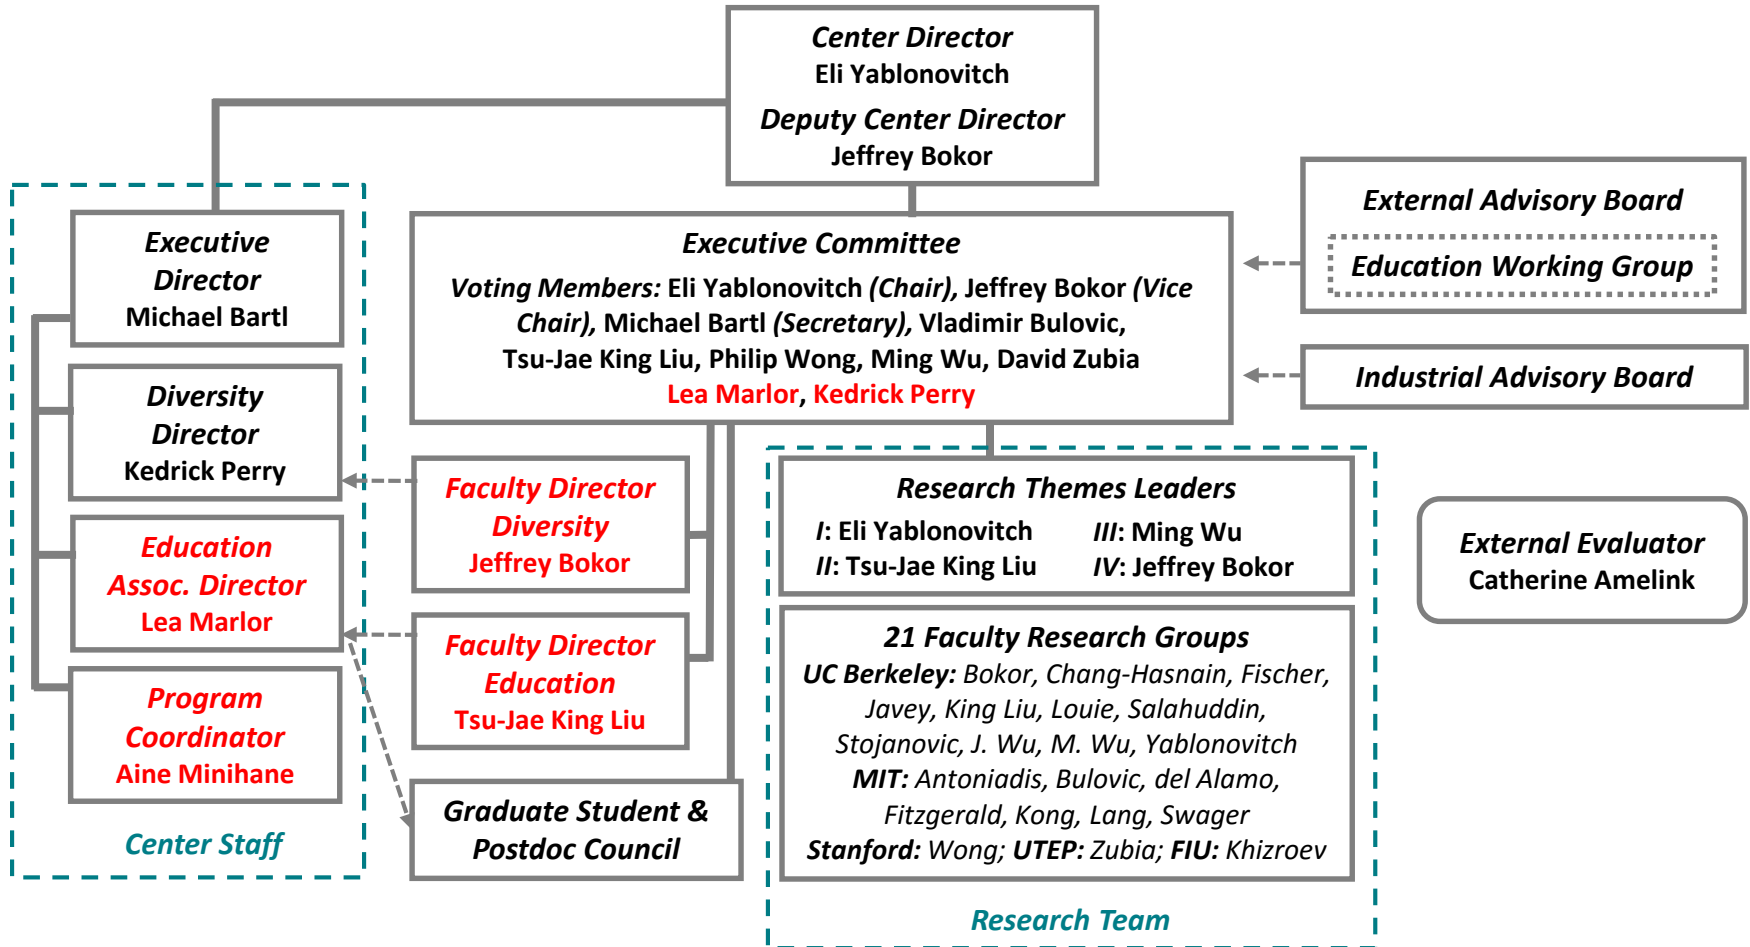 Center Director
Eli Yablonovitch
Deputy Center Director
Jeffrey Bokor
Executive
Director
Michael Bartl
Diversity
Director
Kedrick Perry
Education
Assoc. Director
Lea Marlor
Program
Coordinator
Aine Minihane
Center Staff
Executive Committee
Voting Members: Eli Yablonovitch (Chair), Jeffrey Bokor (Vice
Chair), Michael Bartl (Secretary), Vladimir Bulovic,
Tsu-Jae King Liu, Philip Wong, Ming Wu, David Zubia
Lea Marlor, Kedrick Perry
External Advisory Board
Education Working Group
Industrial Advisory Board
Faculty Director
Diversity
Jeffrey Bokor
Faculty Director
Education
Tsu-Jae King Liu
Graduate Student &
Postdoc Council
Research Themes Leaders
I: Eli Yablonovitch III: Ming Wu
II: Tsu-Jae King Liu IV: Jeffrey Bokor
21 Faculty Research Groups
UC Berkeley: Bokor, Chang-Hasnain, Fischer,
Javey, King Liu, Louie, Salahuddin,
Stojanovic, J. Wu, M. Wu, Yablonovitch
MIT: Antoniadis, Bulovic, del Alamo,
Fitzgerald, Kong, Lang, Swager
Stanford: Wong; UTEP: Zubia; FIU: Khizroev
Research Team
External Evaluator
Catherine Amelink